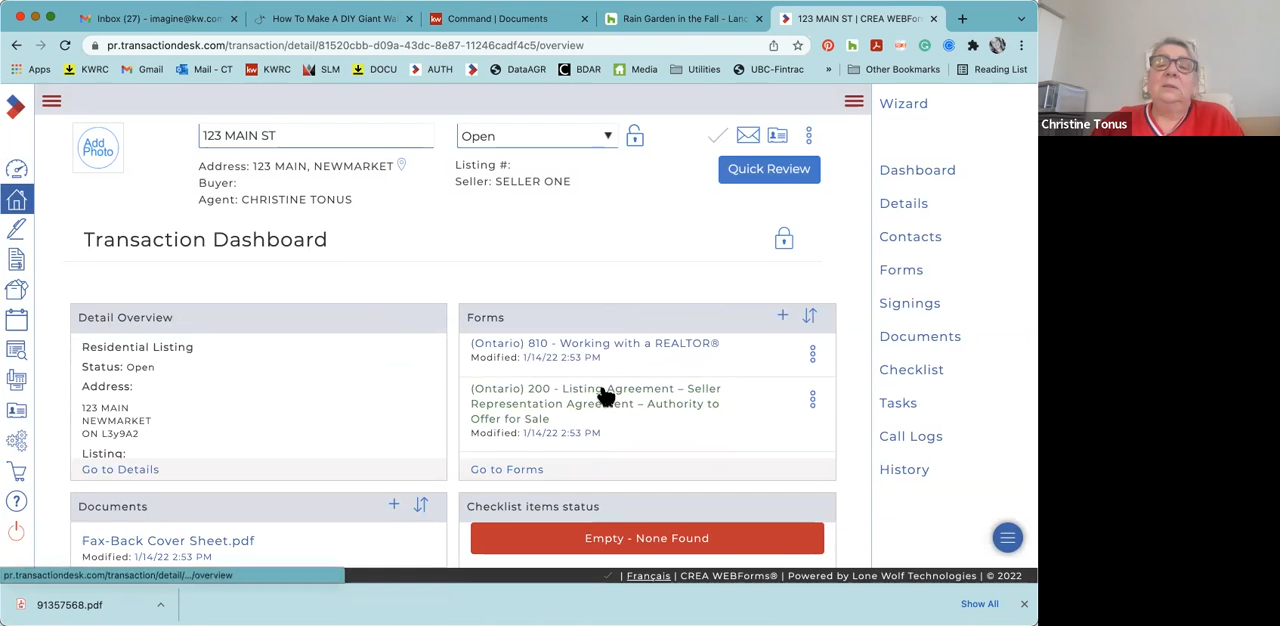 Inbox (27) - imagine@kw.com
How To Make A DIY Giant Wa
Command | Documents
Rain Garden in the Fall - Lanc
123 MAIN ST | CREA WEBForm
pr.transactiondesk.com/transaction/detail/81520cbb-d09a-43dc-8e87-11246cadf4c5/overview
Apps
KWRC
Gmail
Mail - CT
KWRC
SLM
DOCU
AUTH
DataAGR
BDAR
Media
Utilities
UBC-Fintrac
»
Other Bookmarks
Reading List
Christine Tonus
Add
Photo
123 MAIN ST
Open
Address: 123 MAIN, NEWMARKET
Buyer:
Agent: CHRISTINE TONUS
Listing #:
Seller: SELLER ONE
Quick Review
Transaction Dashboard
Detail Overview
Residential Listing
Status: Open
Address:
123 MAIN
NEWMARKET
ON L3y9A2
Listing:
Go to Details
Forms
(Ontario) 810 - Working with a REALTOR®
Modified: 1/14/22 2:53 PM
(Ontario) 200 - Listing Agreement – Seller
Representation Agreement – Authority to
Offer for Sale
Modified: 1/14/22 2:53 PM
Go to Forms
Documents
Fax-Back Cover Sheet.pdf
Modified: 1/14/22 2:53 PM
Checklist items status
Empty - None Found
Wizard
Dashboard
Details
Contacts
Forms
Signings
Documents
Checklist
Tasks
Call Logs
History
pr.transactiondesk.com/transaction/detail/.../overview
| Français | CREA WEBForms® | Powered by Lone Wolf Technologies | © 2022
91357568.pdf
Show All